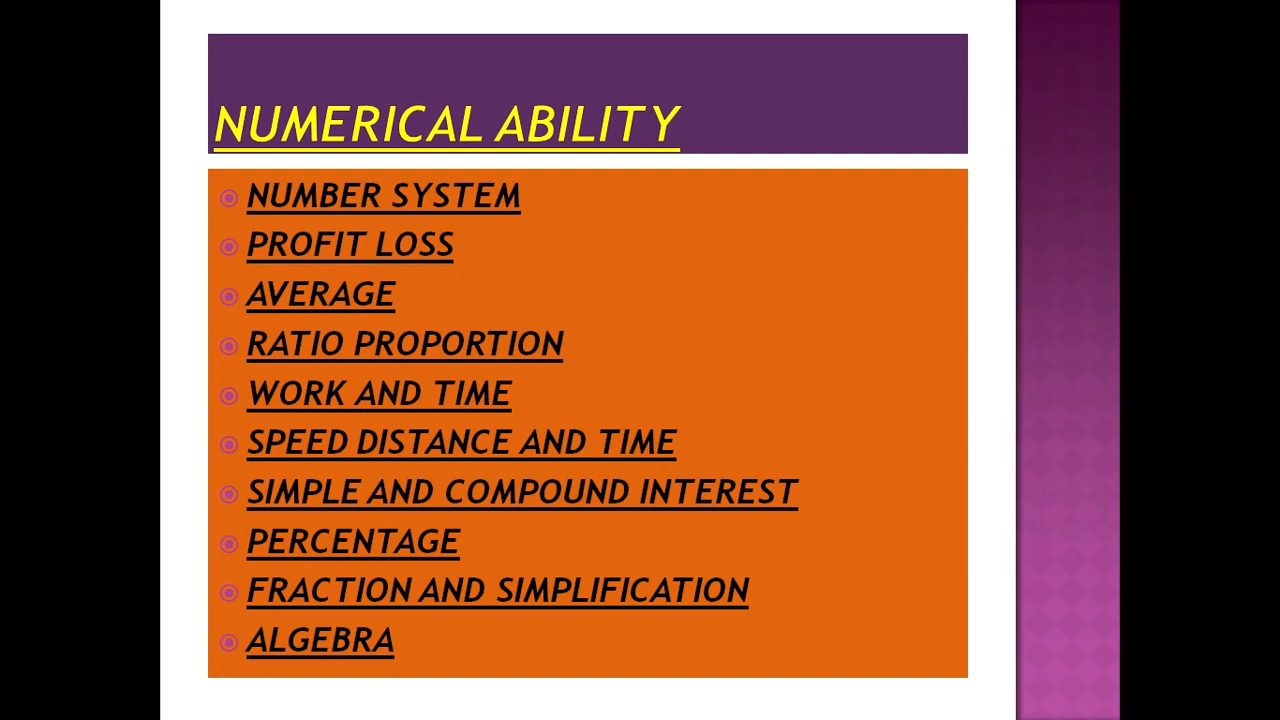 NUMERICAL ABILITY
NUMBER SYSTEM
PROFIT LOSS
AVERAGE
RATIO PROPORTION
WORK AND TIME
SPEED DISTANCE AND TIME
SIMPLE AND COMPOUND INTEREST
PERCENTAGE
FRACTION AND SIMPLIFICATION
ALGEBRA